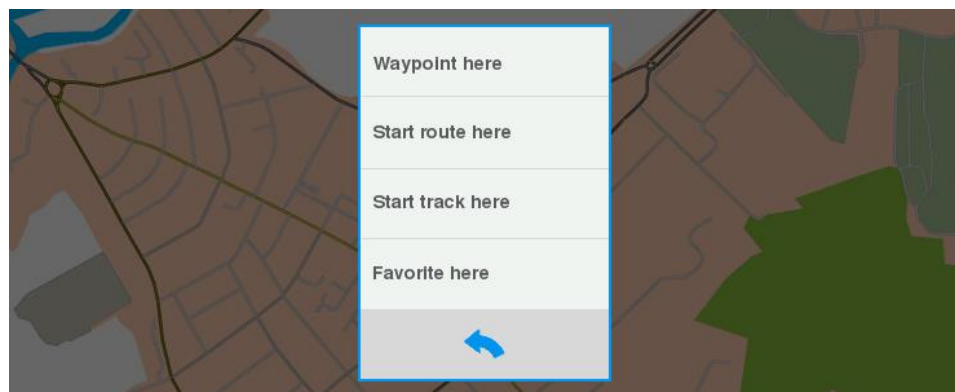 Waypoint here
Start route here
Start track here
Favorite here